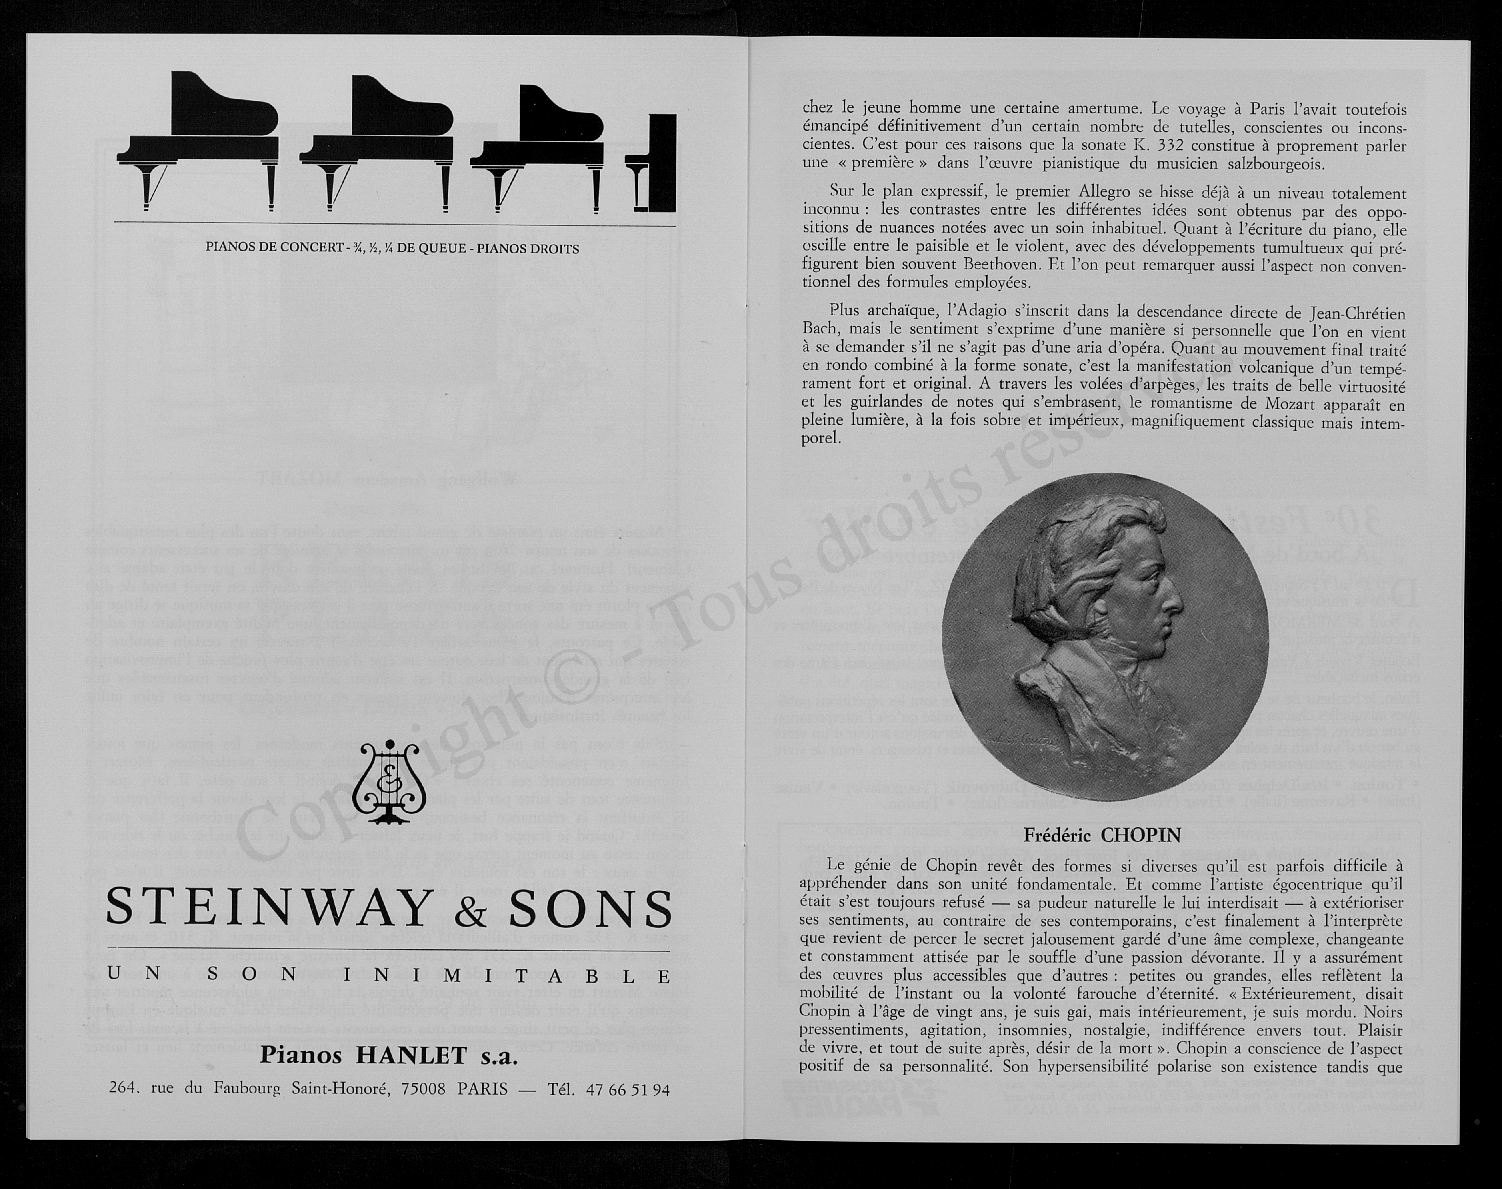 PIANOS DE CONCERT - ¾, ½, ¼ DE QUEUE - PIANOS DROITS
STEINWAY & SONS
UN SON INIMITABLE
Pianos HANLET s.a.
264. rue du Faubourg Saint-Honoré, 75008 PARIS — Tél. 47 66 51 94
chez le jeune homme une certaine amertume. Le voyage à Paris l'avait toutefois
émancipé définitivement d'un certain nombre de tutelles, conscientes ou incons-
cientes. C'est pour ces raisons que la sonate K. 332 constitue à proprement parler
une « première » dans l'œuvre pianistique du musicien salzbourgeois.
Sur le plan expressif, le premier Allegro se hisse déjà à un niveau totalement
inconnu : les contrastes entre les différentes idées sont obtenus par des oppo-
sitions de nuances notées avec un soin inhabituel. Quant à l'écriture du piano, elle
oscille entre le paisible et le violent, avec des développements tumultueux qui pré-
figurent bien souvent Beethoven. Et l'on peut remarquer aussi l'aspect non conven-
tionnel des formules employées.
Plus archaïque, l'Adagio s'inscrit dans la descendance directe de Jean-Chrétien
Bach, mais le sentiment s'exprime d'une manière si personnelle que l'on en vient
à se demander s'il ne s'agit pas d'une aria d'opéra. Quant au mouvement final traité
en rondo combiné à la forme sonate, c'est la manifestation volcanique d'un tempé-
rament fort et original. A travers les volées d'arpèges, les traits de belle virtuosité
et les guirlandes de notes qui s'embrasent, le romantisme de Mozart apparaît en
pleine lumière, à la fois sobre et impérieux, magnifiquement classique mais intem-
porel.
Frédéric CHOPIN
Le génie de Chopin revêt des formes si diverses qu'il est parfois difficile à
appréhender dans son unité fondamentale. Et comme l'artiste égocentrique qu'il
était s'est toujours refusé — sa pudeur naturelle le lui interdisait — à extérioriser
ses sentiments, au contraire de ses contemporains, c'est finalement à l'interprète
que revient de percer le secret jalousement gardé d'une âme complexe, changeante
et constamment attisée par le souffle d'une passion dévorante. Il y a assurément
des œuvres plus accessibles que d'autres : petites ou grandes, elles reflètent la
mobilité de l'instant ou la volonté farouche d'éternité. « Extérieurement, disait
Chopin à l'âge de vingt ans, je suis gai, mais intérieurement, je suis mordu. Noirs
pressentiments, agitation, insomnies, nostalgie, indifférence envers tout. Plaisir
de vivre, et tout de suite après, désir de la mort ». Chopin a conscience de l'aspect
positif de sa personnalité. Son hypersensibilité polarise son existence tandis que
Copyright © - Tous droits réservés.